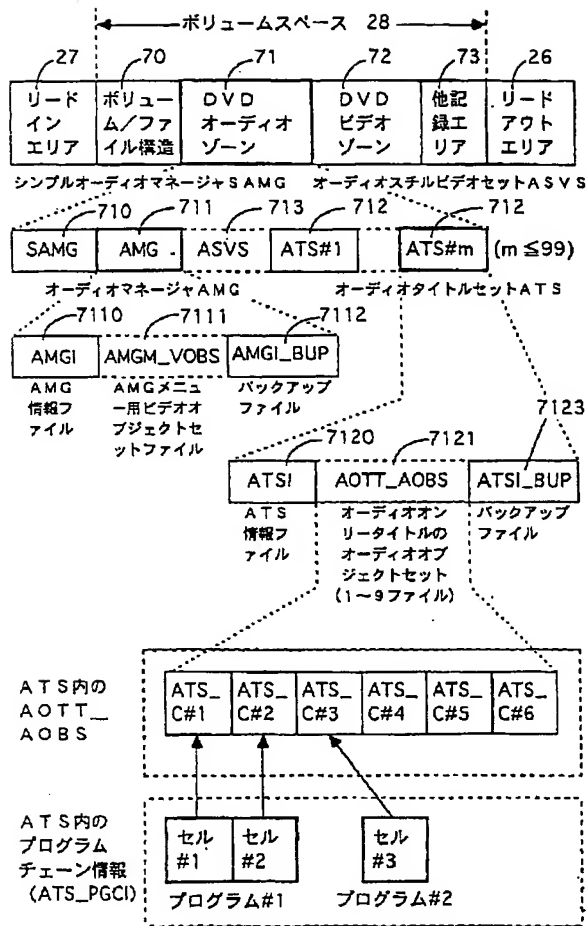 ボリュームスペース 28
27 70 71 72 73 26
リード
イン
エリア
ボリュー
ム/ファ
イル構造
DVD
オーディオ
ゾーン
DVD
ビデオ
ゾーン
他記
録エ
リア
リード
アウト
エリア
シンプルオーディオマネージャSAMG オーディオスチルビデオセットASVS
710 711 713 712 712
SAMG AMG ASVS ATS#1 ATS#m (m≦99)
オーディオマネージャAMG オーディオタイトルセットATS
7110 7111 7112
AMGI AMGM_VOBS AMGI_BUP
AMG
情報フ
ァイル
AMGメニュ
ー用ビデオオ
ブジェクトセ
ットファイル
バックアップ
ファイル
7120 7121 7123
ATSI AOTT_AOBS ATSI_BUP
ATS
情報フ
ァイル
オーディオオン
リータイトルの
オーディオオブ
ジェクトセット
(1〜9ファイル)
バックアップ
ファイル
ATS内の
AOTT_
AOBS
ATS_
C#1
ATS_
C#2
ATS_
C#3
ATS_
C#4
ATS_
C#5
ATS_
C#6
ATS内の
プログラム
チェーン情報
(ATS_PGCI)
セル
#1
セル
#2
セル
#3
プログラム#1 プログラム#2